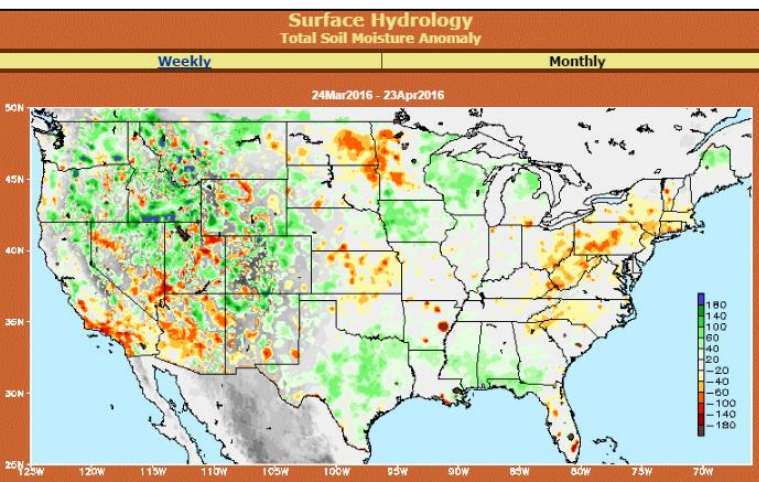 Surface Hydrology
Total Soil Moisture Anomaly
Weekly Monthly
24Mar2016 - 23Apr2016
50N
45N
40N
35N
30N
25N
180
140
100
60
40
20
-20
-40
-60
-100
-140
-180
125W 120W 115W 110W 105W 100W 95W 90W 85W 80W 75W 70W